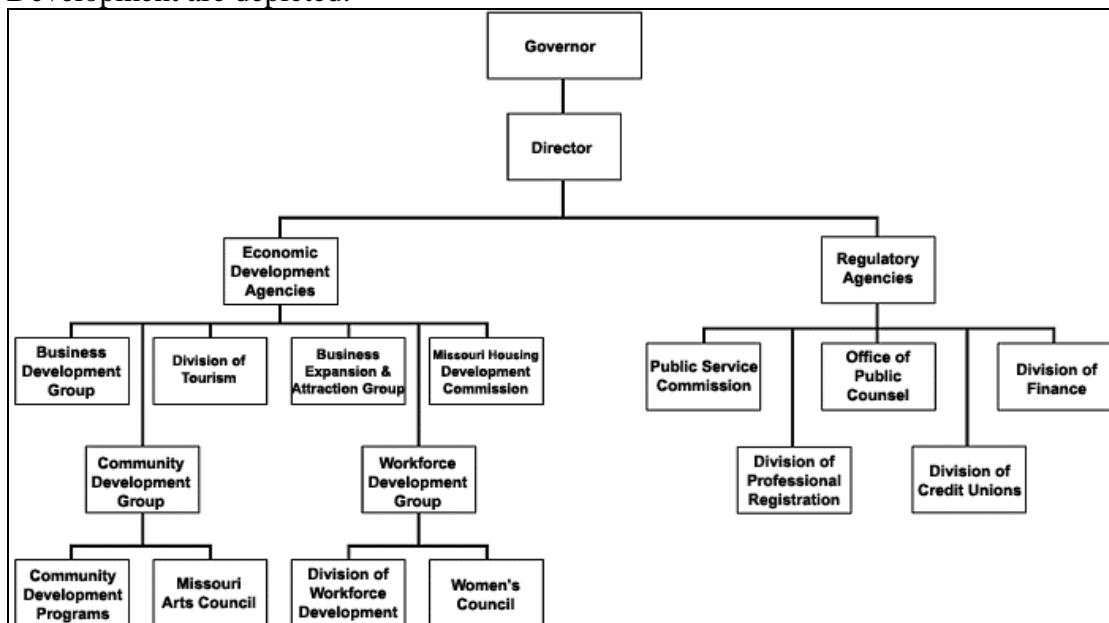 Development are depicted.
Governor
Director
Economic
Development
Agencies
Regulatory
Agencies
Business
Development
Group
Division of
Tourism
Business
Expansion &
Attraction Group
Missouri Housing
Development
Commission
Public Service
Commission
Office of
Public
Counsel
Division of
Finance
Community
Development
Group
Workforce
Development
Group
Division of
Professional
Registration
Division of
Credit Unions
Community
Development
Programs
Missouri
Arts Council
Division of
Workforce
Development
Women's
Council